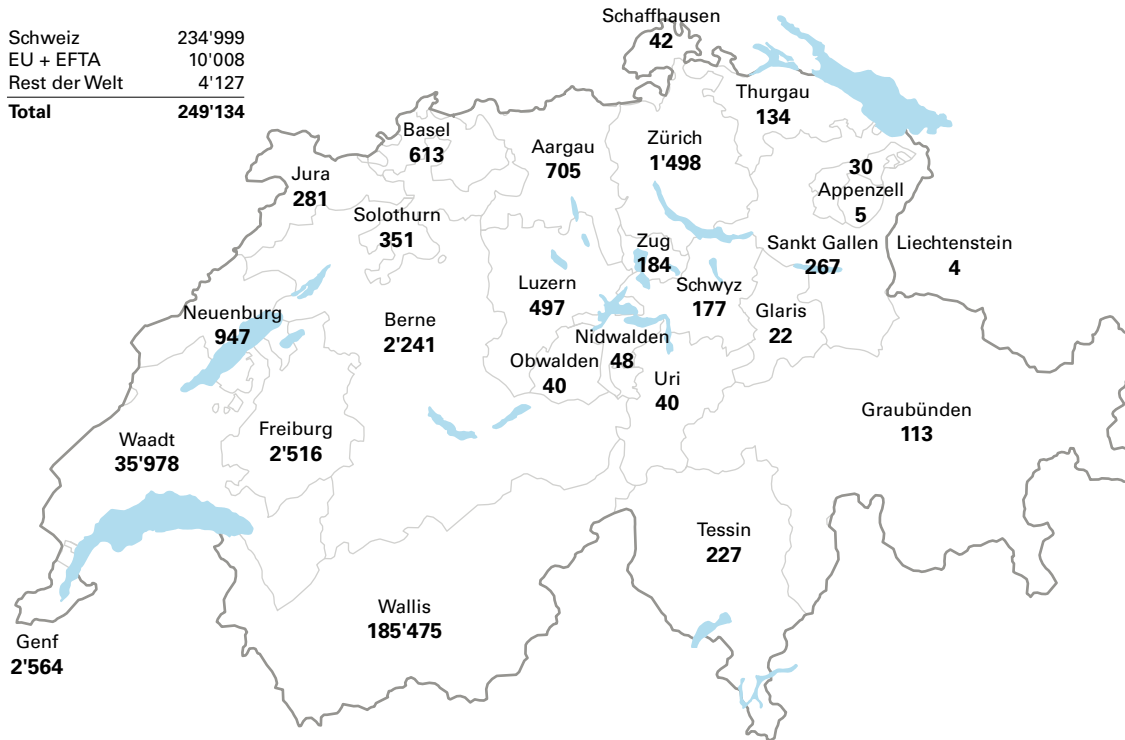 Schweiz 234'999
EU + EFTA 10'008
Rest der Welt 4'127
Total 249'134
Schaffhausen
42
Thurgau
134
Basel
613
Aargau
705
Zürich
1'498
30
Appenzell
5
Jura
281
Solothurn
351
Zug
184
Sankt Gallen
267
Liechtenstein
4
Luzern
497
Schwyz
177
Neuenburg
947
Berne
2'241
Glaris
22
Nidwalden
48
Obwalden
40
Uri
40
Graubünden
113
Waadt
35'978
Freiburg
2'516
Tessin
227
Wallis
185'475
Genf
2'564